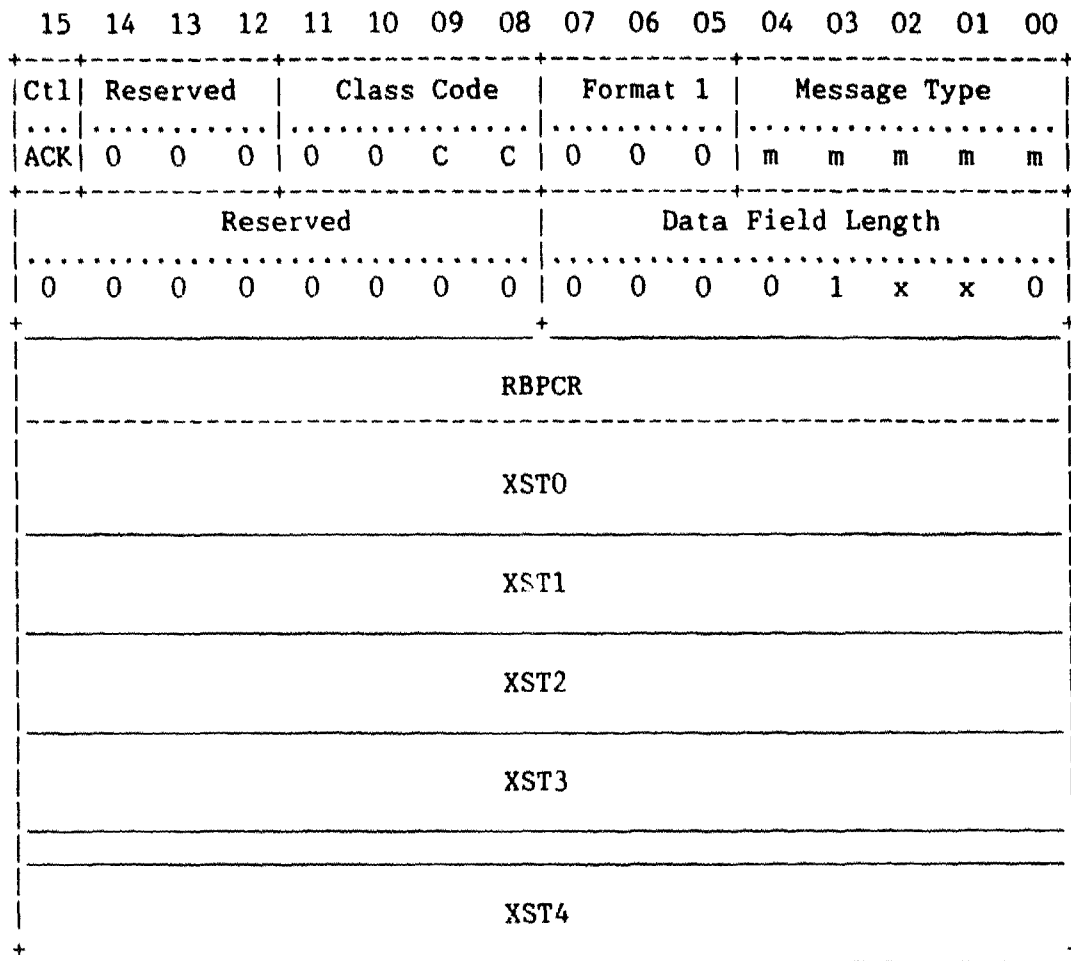 15 14 13 12 11 10 09 08 07 06 05 04 03 02 01 00
Ctl Reserved Class Code Format 1 Message Type
ACK 0 0 0 0 0 C C 0 0 0 m m m m m
Reserved Data Field Length
0 0 0 0 0 0 0 0 0 0 0 0 1 x x 0
RBPCR
XST0
XST1
XST2
XST3
XST4